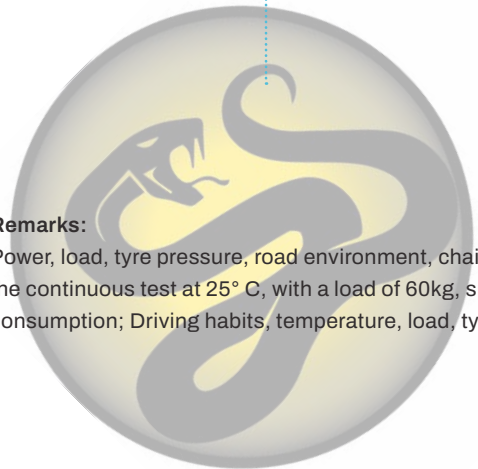 Remarks:
Power, load, tyre pressure, road environment, chai
he continuous test at 25° C, with a load of 60kg, s
onsumption; Driving habits, temperature, load, ty